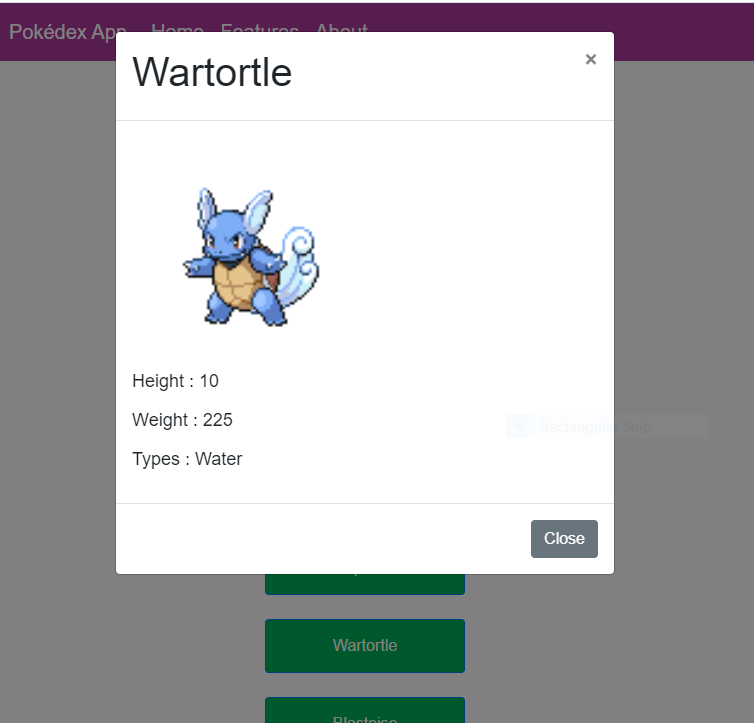 Pokédex App Home Features About
Wartortle
×
Height : 10
Weight : 225
Types : Water
Rectangular Snip
Close
Wartortle
Blastoise